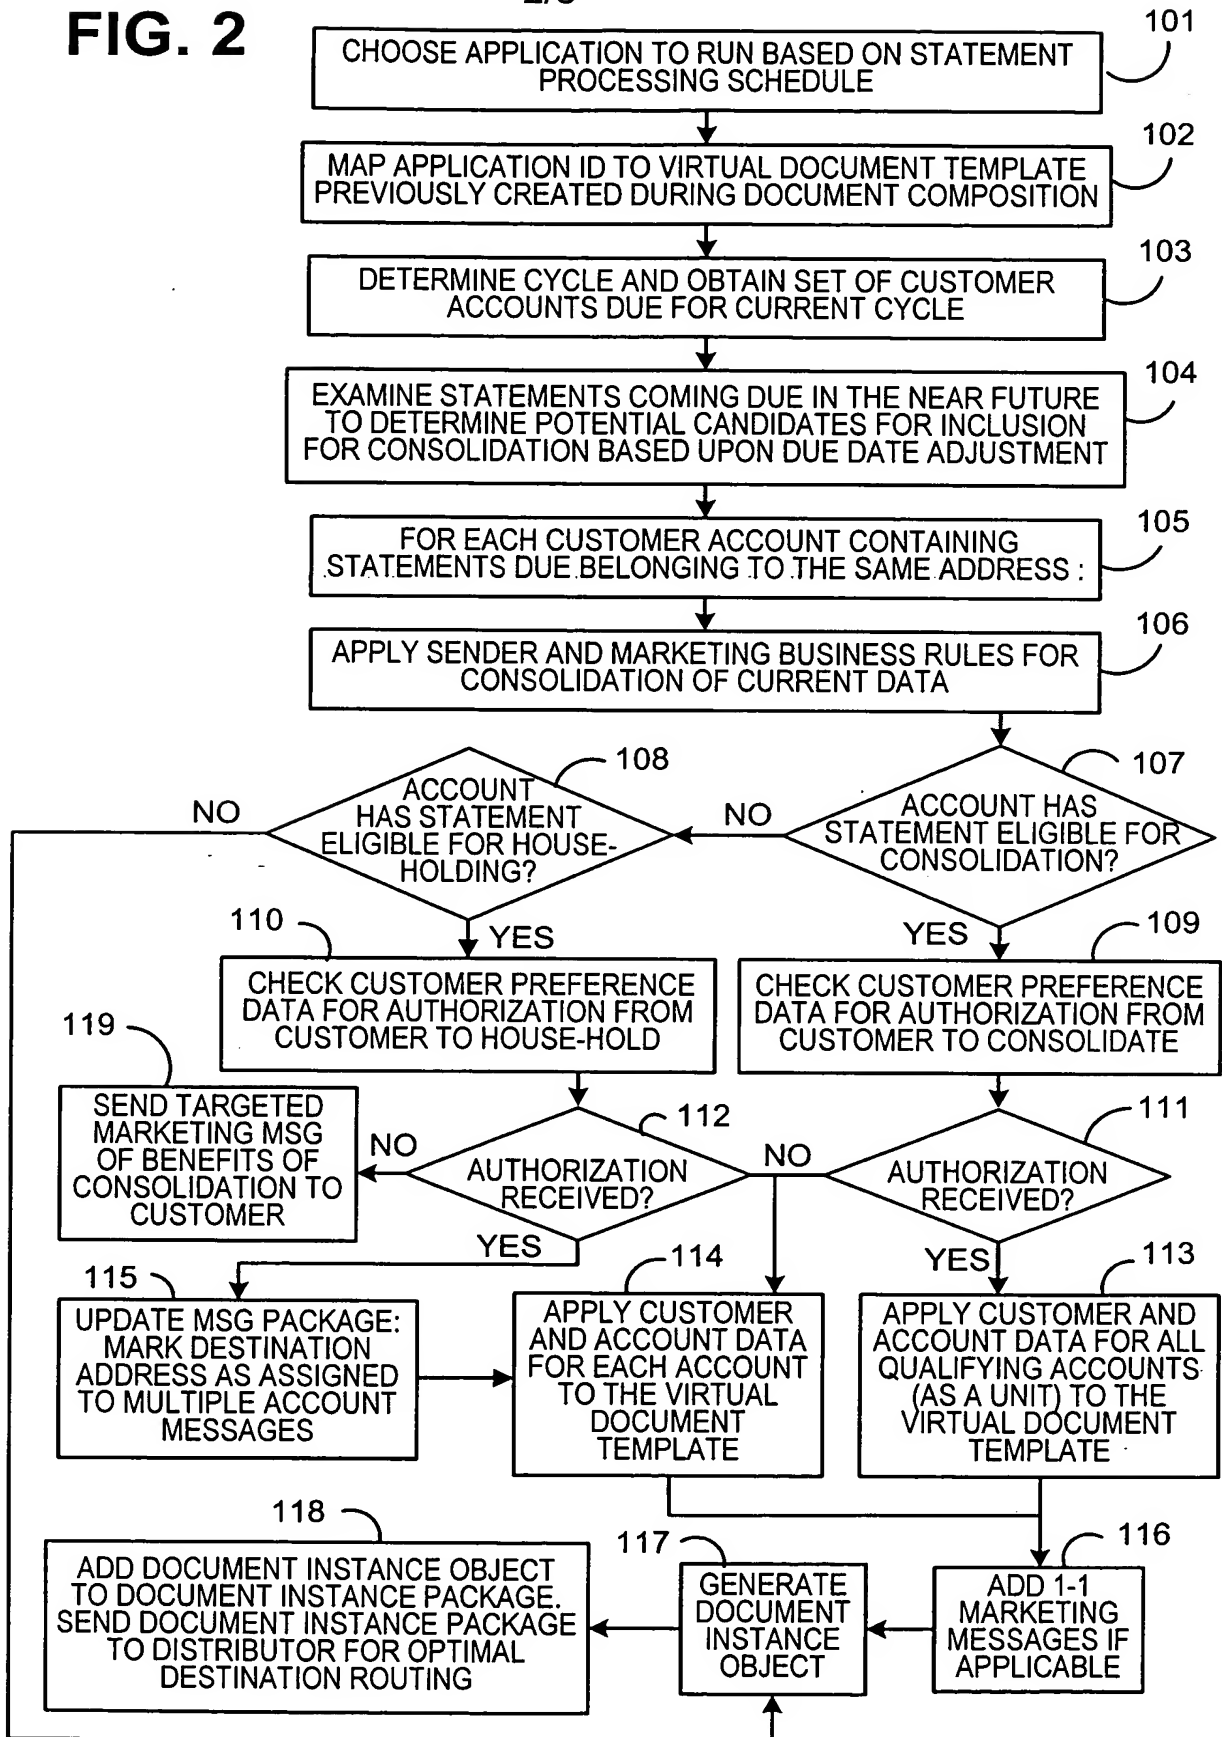 2/8
FIG. 2
101
CHOOSE APPLICATION TO RUN BASED ON STATEMENT
PROCESSING SCHEDULE
102
MAP APPLICATION ID TO VIRTUAL DOCUMENT TEMPLATE
PREVIOUSLY CREATED DURING DOCUMENT COMPOSITION
103
DETERMINE CYCLE AND OBTAIN SET OF CUSTOMER
ACCOUNTS DUE FOR CURRENT CYCLE
104
EXAMINE STATEMENTS COMING DUE IN THE NEAR FUTURE
TO DETERMINE POTENTIAL CANDIDATES FOR INCLUSION
FOR CONSOLIDATION BASED UPON DUE DATE ADJUSTMENT
105
FOR EACH CUSTOMER ACCOUNT CONTAINING
STATEMENTS DUE BELONGING TO THE SAME ADDRESS :
106
APPLY SENDER AND MARKETING BUSINESS RULES FOR
CONSOLIDATION OF CURRENT DATA
108
ACCOUNT
HAS STATEMENT
ELIGIBLE FOR HOUSE-
HOLDING?
NO
107
ACCOUNT HAS
STATEMENT ELIGIBLE FOR
CONSOLIDATION?
NO
110
YES
CHECK CUSTOMER PREFERENCE
DATA FOR AUTHORIZATION FROM
CUSTOMER TO HOUSE-HOLD
YES
109
CHECK CUSTOMER PREFERENCE
DATA FOR AUTHORIZATION FROM
CUSTOMER TO CONSOLIDATE
119
SEND TARGETED
MARKETING MSG
OF BENEFITS OF
CONSOLIDATION TO
CUSTOMER
NO
112
AUTHORIZATION
RECEIVED?
NO
111
AUTHORIZATION
RECEIVED?
YES
115
UPDATE MSG PACKAGE:
MARK DESTINATION
ADDRESS AS ASSIGNED
TO MULTIPLE ACCOUNT
MESSAGES
114
APPLY CUSTOMER
AND ACCOUNT DATA
FOR EACH ACCOUNT
TO THE VIRTUAL
DOCUMENT
TEMPLATE
YES
113
APPLY CUSTOMER AND
ACCOUNT DATA FOR ALL
QUALIFYING ACCOUNTS
(AS A UNIT) TO THE
VIRTUAL DOCUMENT
TEMPLATE
118
ADD DOCUMENT INSTANCE OBJECT
TO DOCUMENT INSTANCE PACKAGE.
SEND DOCUMENT INSTANCE PACKAGE
TO DISTRIBUTOR FOR OPTIMAL
DESTINATION ROUTING
117
GENERATE
DOCUMENT
INSTANCE
OBJECT
116
ADD 1-1
MARKETING
MESSAGES IF
APPLICABLE